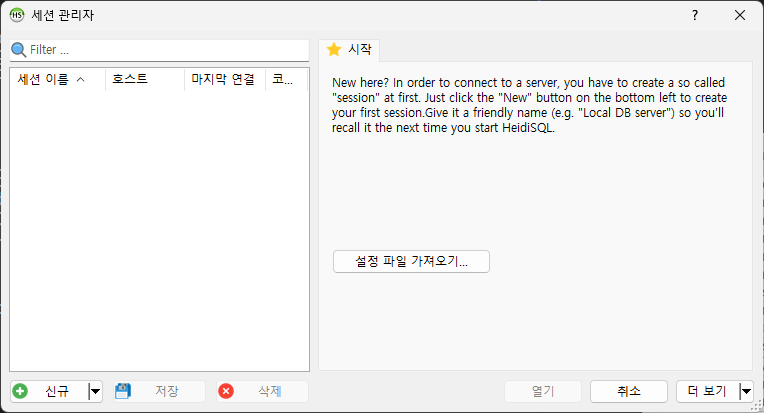 HS 세션 관리자 ?
Filter ...
시작
세션 이름 호스트 마지막 연결 코...
New here? In order to connect to a server, you have to create a so called
"session" at first. Just click the "New" button on the bottom left to create
your first session.Give it a friendly name (e.g. "Local DB server") so you'll
recall it the next time you start HeidiSQL.
설정 파일 가져오기...
신규 저장 삭제 열기 취소 더 보기